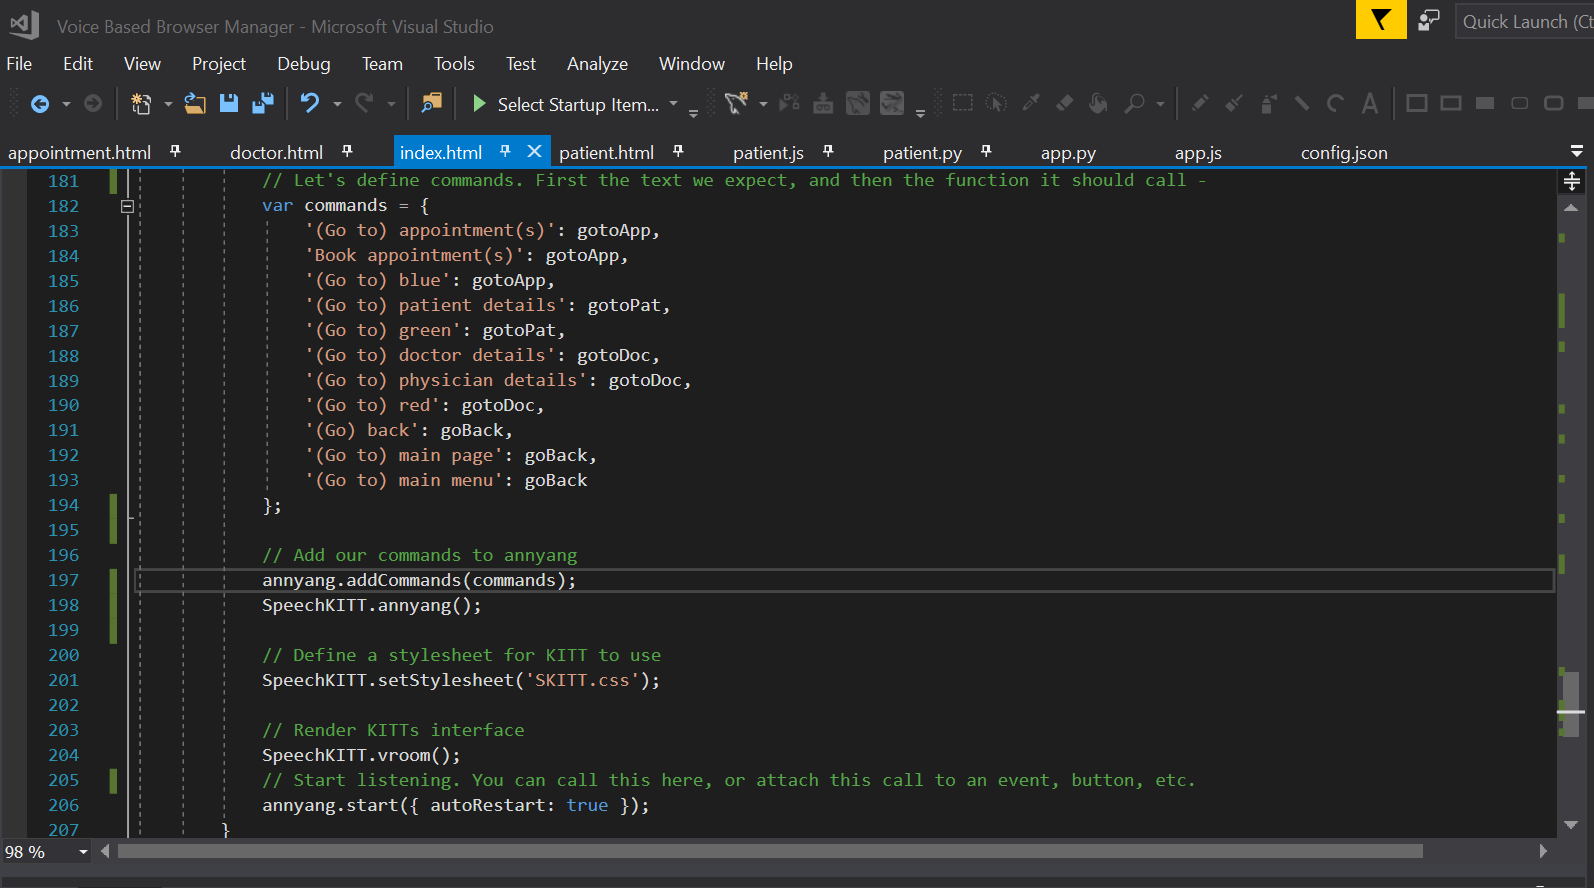 Voice Based Browser Manager - Microsoft Visual Studio
Quick Launch (Ct
File Edit View Project Debug Team Tools Test Analyze Window Help
Select Startup Item...
appointment.html doctor.html index.html patient.html patient.js patient.py app.py app.js config.json
181 // Let's define commands. First the text we expect, and then the function it should call -
182 var commands = {
183 '(Go to) appointment(s)': gotoApp,
184 'Book appointment(s)': gotoApp,
185 '(Go to) blue': gotoApp,
186 '(Go to) patient details': gotoPat,
187 '(Go to) green': gotoPat,
188 '(Go to) doctor details': gotoDoc,
189 '(Go to) physician details': gotoDoc,
190 '(Go to) red': gotoDoc,
191 '(Go) back': goBack,
192 '(Go to) main page': goBack,
193 '(Go to) main menu': goBack
194 };
195
196 // Add our commands to annyang
197 annyang.addCommands(commands);
198 SpeechKITT.annyang();
199
200 // Define a stylesheet for KITT to use
201 SpeechKITT.setStylesheet('SKITT.css');
202
203 // Render KITTs interface
204 SpeechKITT.vroom();
205 // Start listening. You can call this here, or attach this call to an event, button, etc.
206 annyang.start({ autoRestart: true });
207 }
98 %